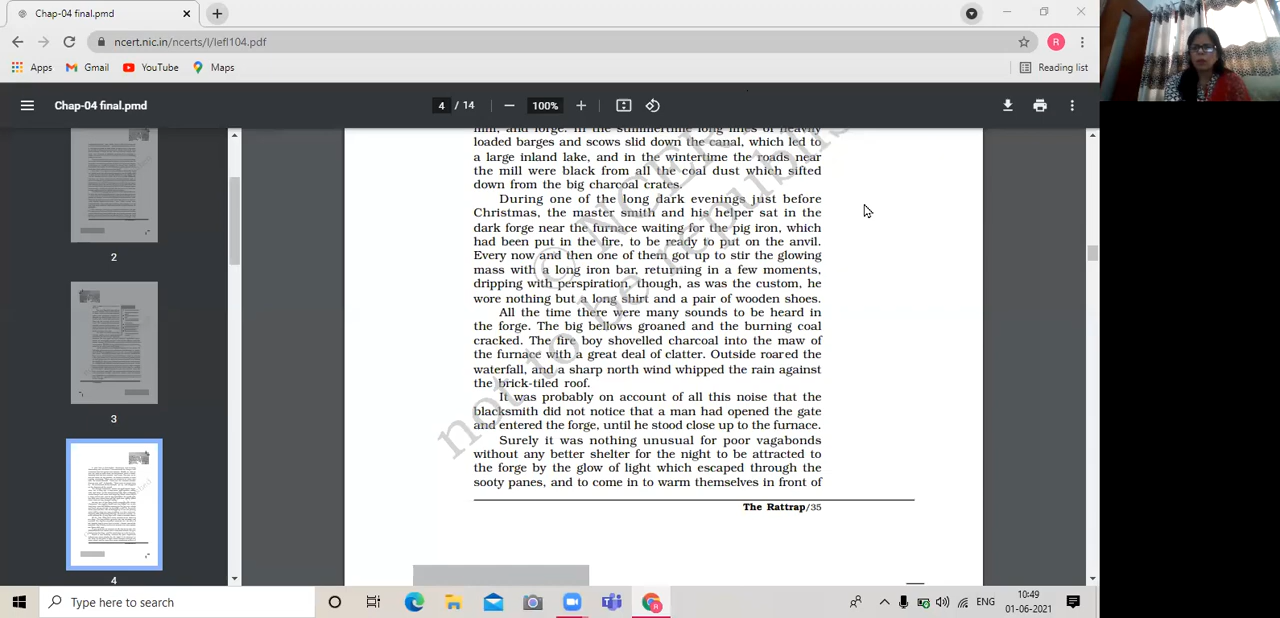 Chap-04 final.pmd
ncert.nic.in/ncerts/l/lefl104.pdf
R
Apps
Gmail
YouTube
Maps
Reading list
Chap-04 final.pmd
4 / 14
100%
mill, and forge. In the summertime long lines of heavily
loaded barges and scows slid down the canal, which led to
a large inland lake, and in the wintertime the roads near
the mill were black from all the coal dust which sifted
down from the big charcoal crates.
During one of the long dark evenings just before
Christmas, the master smith and his helper sat in the
dark forge near the furnace waiting for the pig iron, which
had been put in the fire, to be ready to put on the anvil.
Every now and then one of them got up to stir the glowing
mass with a long iron bar, returning in a few moments,
dripping with perspiration, though, as was the custom, he
wore nothing but a long shirt and a pair of wooden shoes.
All the time there were many sounds to be heard in
the forge. The big bellows groaned and the burning coal
cracked. The fire boy shovelled charcoal into the maw of
the furnace with a great deal of clatter. Outside roared the
waterfall, and a sharp north wind whipped the rain against
the brick-tiled roof.
It was probably on account of all this noise that the
blacksmith did not notice that a man had opened the gate
and entered the forge, until he stood close up to the furnace.
Surely it was nothing unusual for poor vagabonds
without any better shelter for the night to be attracted to
the forge by the glow of light which escaped through the
sooty panes, and to come in to warm themselves in front of
The Rattrap/35
© NCERT
not to be republis
2
3
4
Type here to search
ENG
10:49
01-06-2021